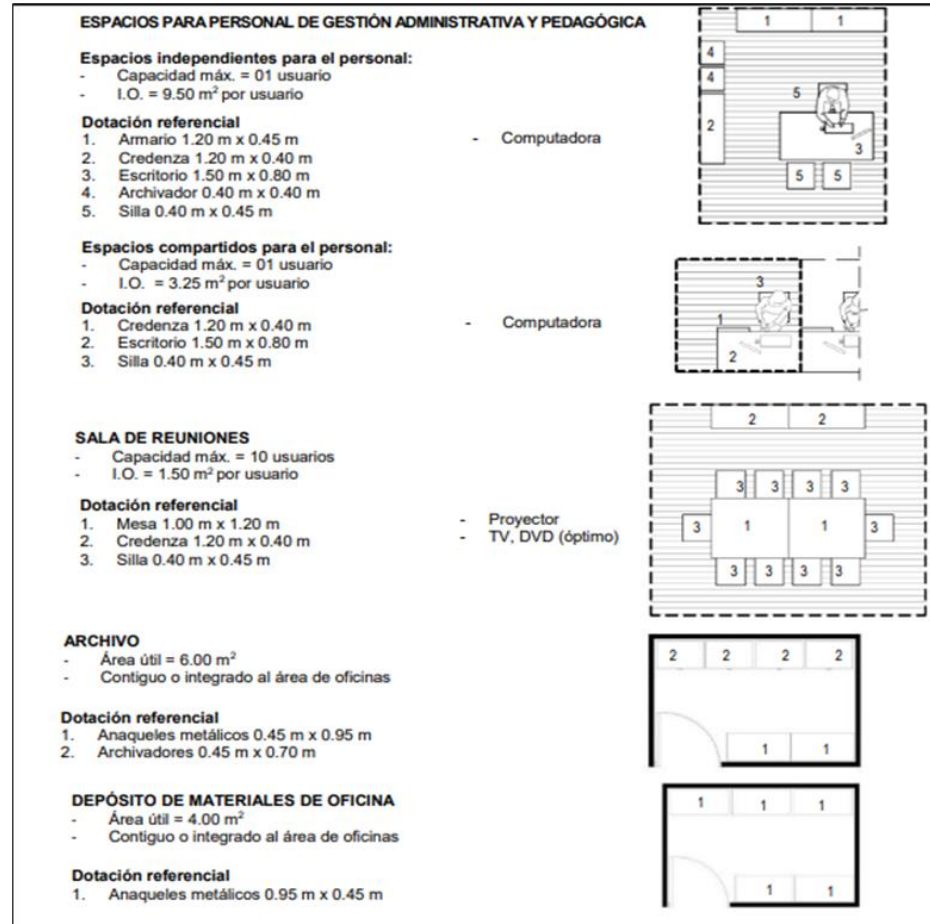 ESPACIOS PARA PERSONAL DE GESTIÓN ADMINISTRATIVA Y PEDAGÓGICA
Espacios independientes para el personal:
- Capacidad máx. = 01 usuario
- I.O. = 9.50 m² por usuario
Dotación referencial
1. Armario 1.20 m x 0.45 m
- Computadora
2. Credenza 1.20 m x 0.40 m
3. Escritorio 1.50 m x 0.80 m
4. Archivador 0.40 m x 0.40 m
5. Silla 0.40 m x 0.45 m
1 1
4
4
5
2
3
5 5
Espacios compartidos para el personal:
- Capacidad máx. = 01 usuario
- I.O. = 3.25 m² por usuario
Dotación referencial
1. Credenza 1.20 m x 0.40 m
- Computadora
2. Escritorio 1.50 m x 0.80 m
3. Silla 0.40 m x 0.45 m
3
1
2
SALA DE REUNIONES
- Capacidad máx. = 10 usuarios
- I.O. = 1.50 m² por usuario
Dotación referencial
1. Mesa 1.00 m x 1.20 m
- Proyector
2. Credenza 1.20 m x 0.40 m
- TV, DVD (óptimo)
3. Silla 0.40 m x 0.45 m
2 2
3 3 3 3
3 1 1 3
3 3 3 3
ARCHIVO
- Área útil = 6.00 m²
- Contiguo o integrado al área de oficinas
Dotación referencial
1. Anaqueles metálicos 0.45 m x 0.95 m
2. Archivadores 0.45 m x 0.70 m
2 2 2 2
1 1
DEPÓSITO DE MATERIALES DE OFICINA
- Área útil = 4.00 m²
- Contiguo o integrado al área de oficinas
Dotación referencial
1. Anaqueles metálicos 0.95 m x 0.45 m
1 1 1
1 1